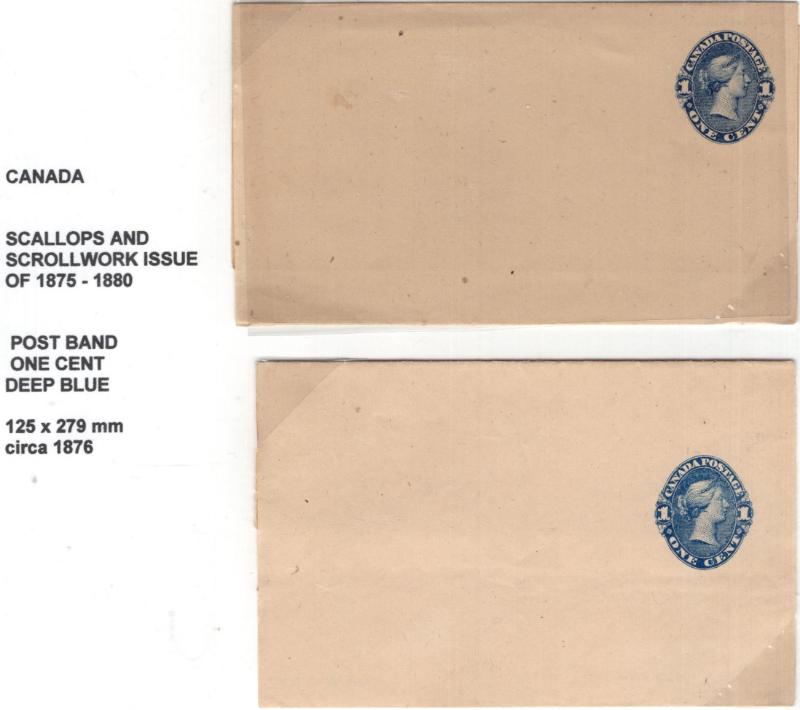 CANADA
SCALLOPS AND
SCROLLWORK ISSUE
OF 1875 - 1880
POST BAND
ONE CENT
DEEP BLUE
125 x 279 mm
circa 1876
CANADA POSTAGE
1 1
ONE CENT
CANADA POSTAGE
1 1
ONE CENT